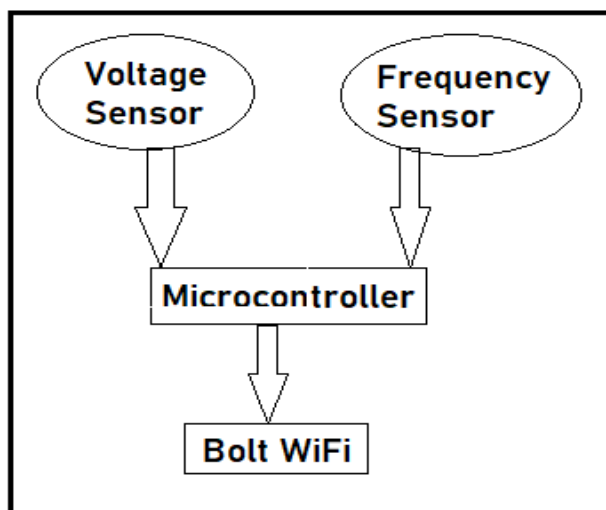 Voltage
Sensor
Frequency
Sensor
Microcontroller
Bolt WiFi